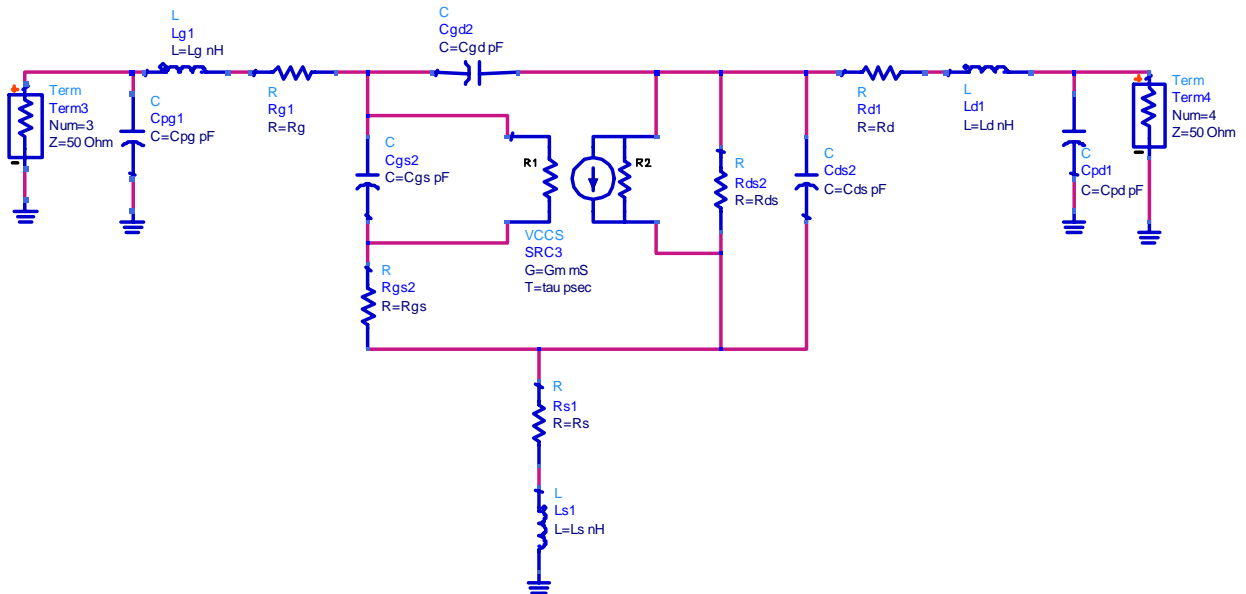 L
Lg1
L=Lg nH
C
Cgd2
C=Cgd pF
Term
Term3
Num=3
Z=50 Ohm
C
Cpg1
C=Cpg pF
R
Rg1
R=Rg
C
Cgs2
C=Cgs pF
R1
R2
VCCS
SRC3
G=Gm mS
T=tau psec
R
Rgs2
R=Rgs
R
Rds2
R=Rds
C
Cds2
C=Cds pF
R
Rd1
R=Rd
L
Ld1
L=Ld nH
C
Cpd1
C=Cpd pF
Term
Term4
Num=4
Z=50 Ohm
R
Rs1
R=Rs
L
Ls1
L=Ls nH